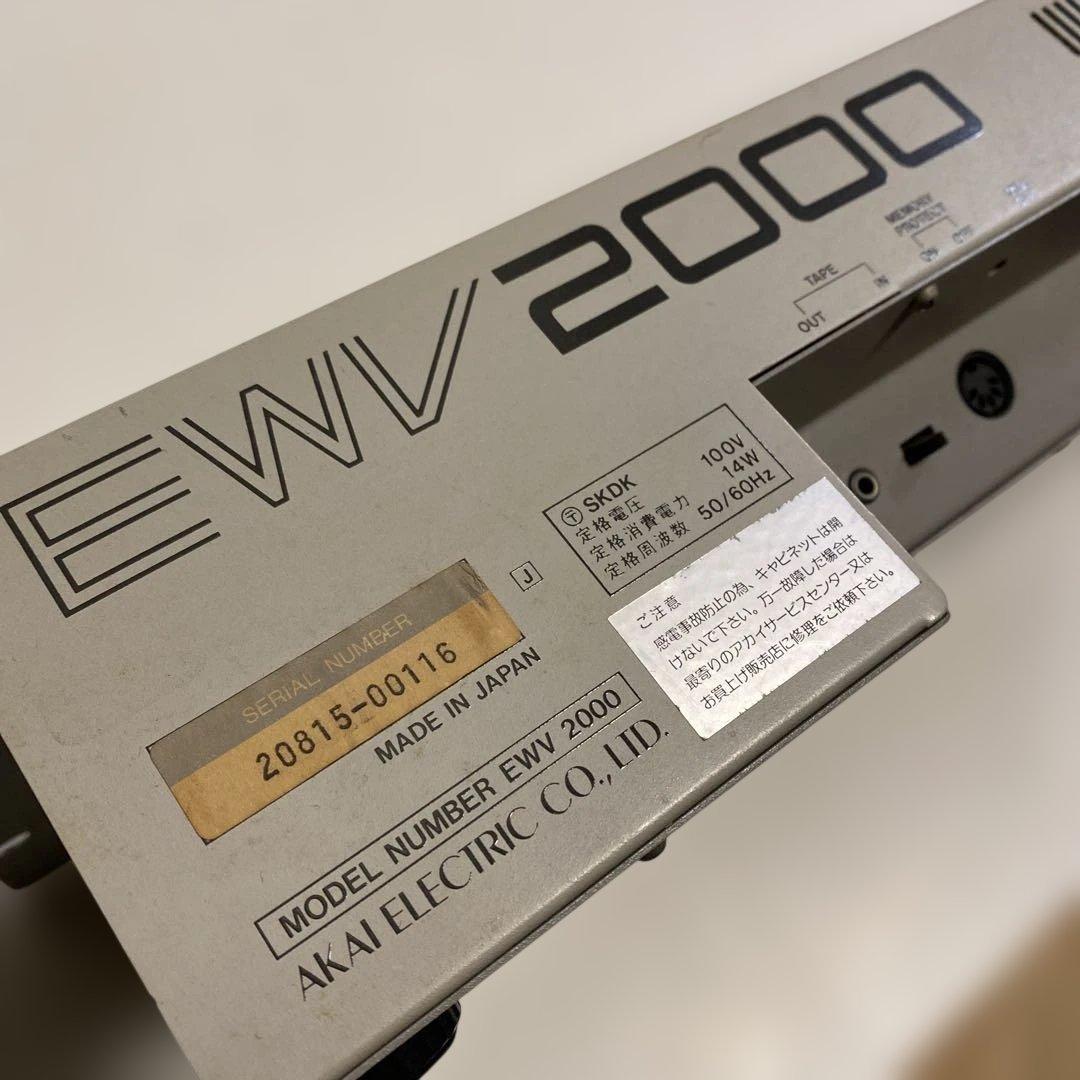 EWV 2000
TAPE
OUT
IN
MEMORY
PROTECT
ON
OFF
〒 SKDK
定格電圧 100V
定格消費電力 14W
定格周波数 50/60Hz
J
ご注意
感電事故防止の為、キャビネットは開
けないで下さい。万一故障した場合は
最寄りのアカイサービスセンター又は
お買上げ販売店に修理をご依頼下さい。
SERIAL NUMBER
20815-00116
MADE IN JAPAN
MODEL NUMBER EWV 2000
AKAI ELECTRIC CO., LTD.